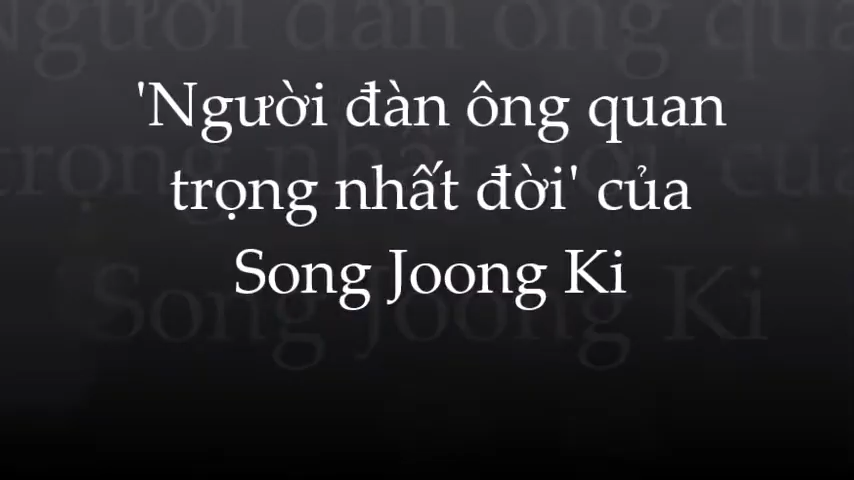 'Người đàn ông quan
trọng nhất đời' của
Song Joong Ki